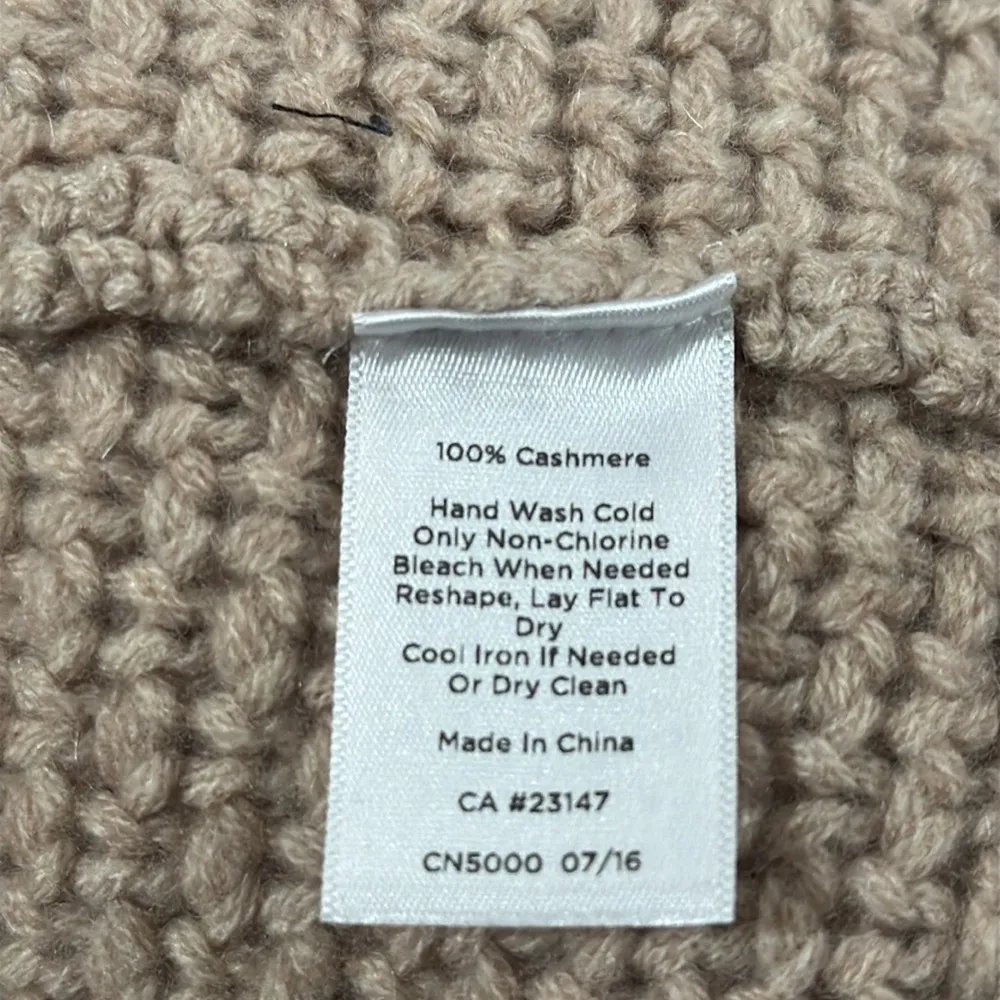 100% Cashmere
Hand Wash Cold
Only Non-Chlorine
Bleach When Needed
Reshape, Lay Flat To
Dry
Cool Iron If Needed
Or Dry Clean
Made In China
CA #23147
CN5000 07/16